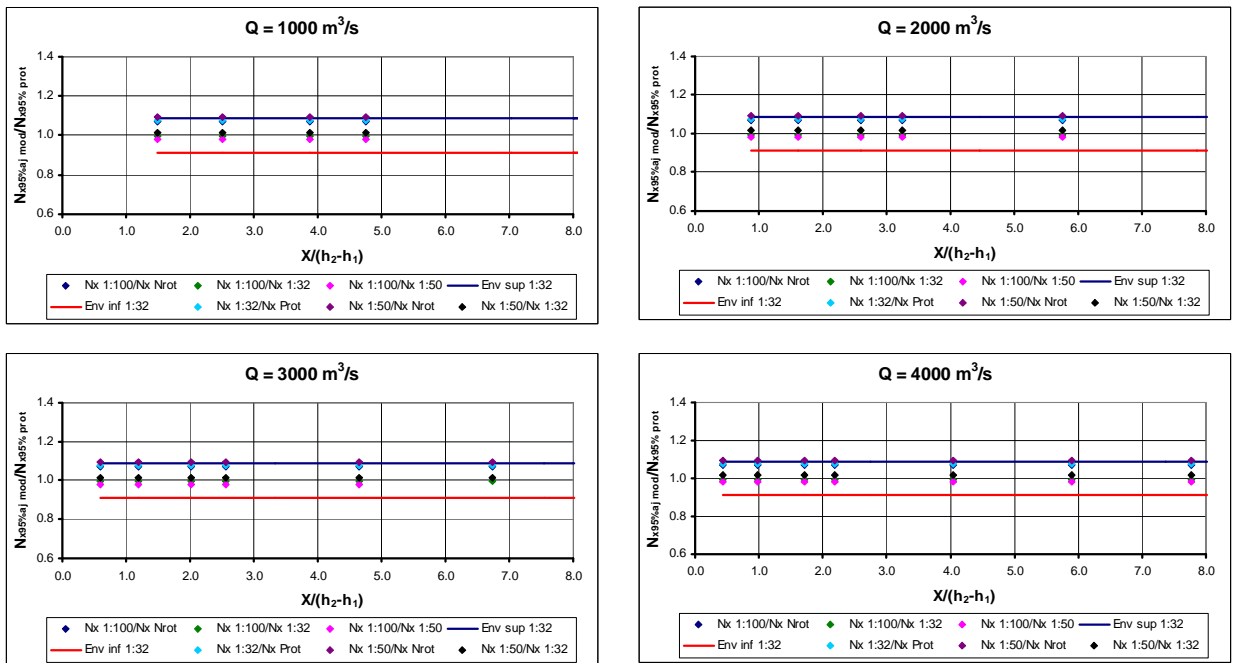 Q = 1000 m³/s
1.4
1.2
1.0
0.8
0.6
Nx95%aj mod/Nx95% prot
0.0 1.0 2.0 3.0 4.0 5.0 6.0 7.0 8.0
X/(h₂-h₁)
Nx 1:100/Nx Nrot Nx 1:100/Nx 1:32 Nx 1:100/Nx 1:50 Env sup 1:32
Env inf 1:32 Nx 1:32/Nx Prot Nx 1:50/Nx Nrot Nx 1:50/Nx 1:32
Q = 2000 m³/s
1.4
1.2
1.0
0.8
0.6
Nx95%aj mod/Nx95% prot
0.0 1.0 2.0 3.0 4.0 5.0 6.0 7.0 8.0
X/(h₂-h₁)
Nx 1:100/Nx Nrot Nx 1:100/Nx 1:32 Nx 1:100/Nx 1:50 Env sup 1:32
Env inf 1:32 Nx 1:32/Nx Prot Nx 1:50/Nx Nrot Nx 1:50/Nx 1:32
Q = 3000 m³/s
1.4
1.2
1.0
0.8
0.6
Nx95%aj mod/Nx95% prot
0.0 1.0 2.0 3.0 4.0 5.0 6.0 7.0 8.0
X/(h₂-h₁)
Nx 1:100/Nx Nrot Nx 1:100/Nx 1:32 Nx 1:100/Nx 1:50 Env sup 1:32
Env inf 1:32 Nx 1:32/Nx Prot Nx 1:50/Nx Nrot Nx 1:50/Nx 1:32
Q = 4000 m³/s
1.4
1.2
1.0
0.8
0.6
Nx95%aj mod/Nx95% prot
0.0 1.0 2.0 3.0 4.0 5.0 6.0 7.0 8.0
X/(h₂-h₁)
Nx 1:100/Nx Nrot Nx 1:100/Nx 1:32 Nx 1:100/Nx 1:50 Env sup 1:32
Env inf 1:32 Nx 1:32/Nx Prot Nx 1:50/Nx Nrot Nx 1:50/Nx 1:32